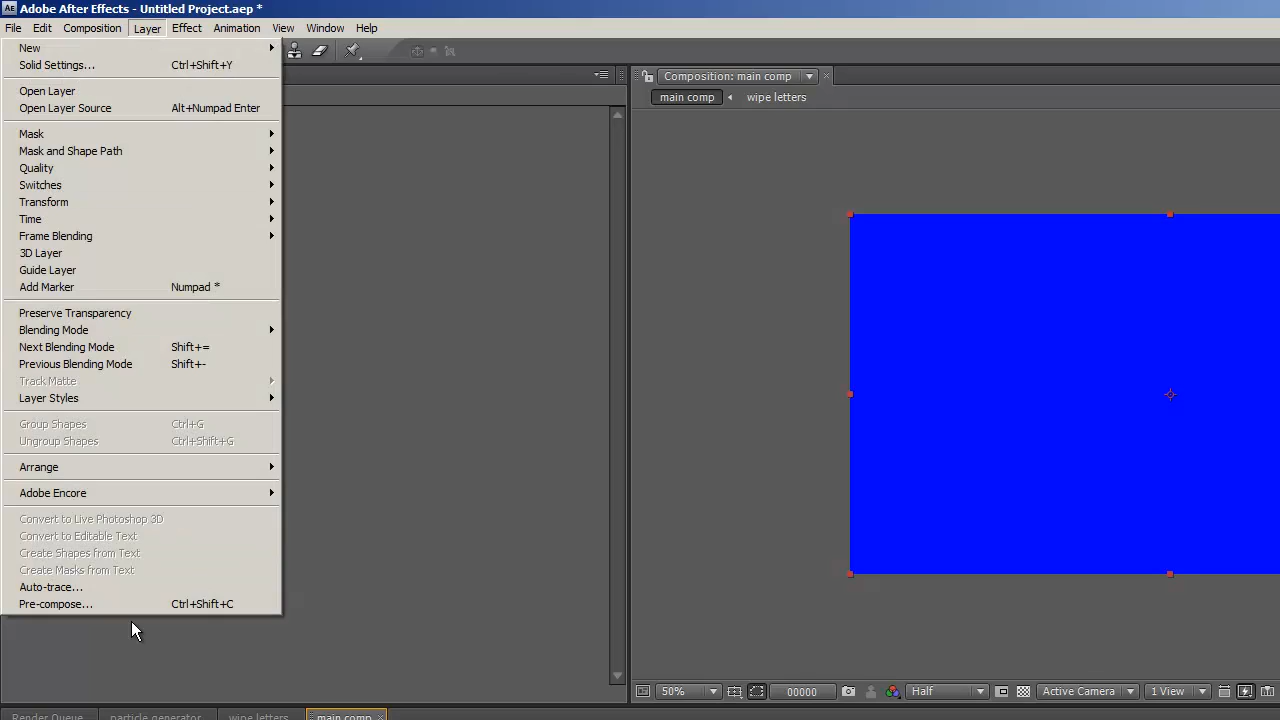 Adobe After Effects - Untitled Project.aep *
File Edit Composition Layer Effect Animation View Window Help
New
Solid Settings... Ctrl+Shift+Y
Open Layer
Open Layer Source Alt+Numpad Enter
Mask
Mask and Shape Path
Quality
Switches
Transform
Time
Frame Blending
3D Layer
Guide Layer
Add Marker Numpad *
Preserve Transparency
Blending Mode
Next Blending Mode Shift+=
Previous Blending Mode Shift+-
Track Matte
Layer Styles
Group Shapes Ctrl+G
Ungroup Shapes Ctrl+Shift+G
Arrange
Adobe Encore
Convert to Live Photoshop 3D
Convert to Editable Text
Create Shapes from Text
Create Masks from Text
Auto-trace...
Pre-compose... Ctrl+Shift+C
Composition: main comp
main comp wipe letters
50% 00000 Half Active Camera 1 View
Render Queue particle generator wipe letters main comp